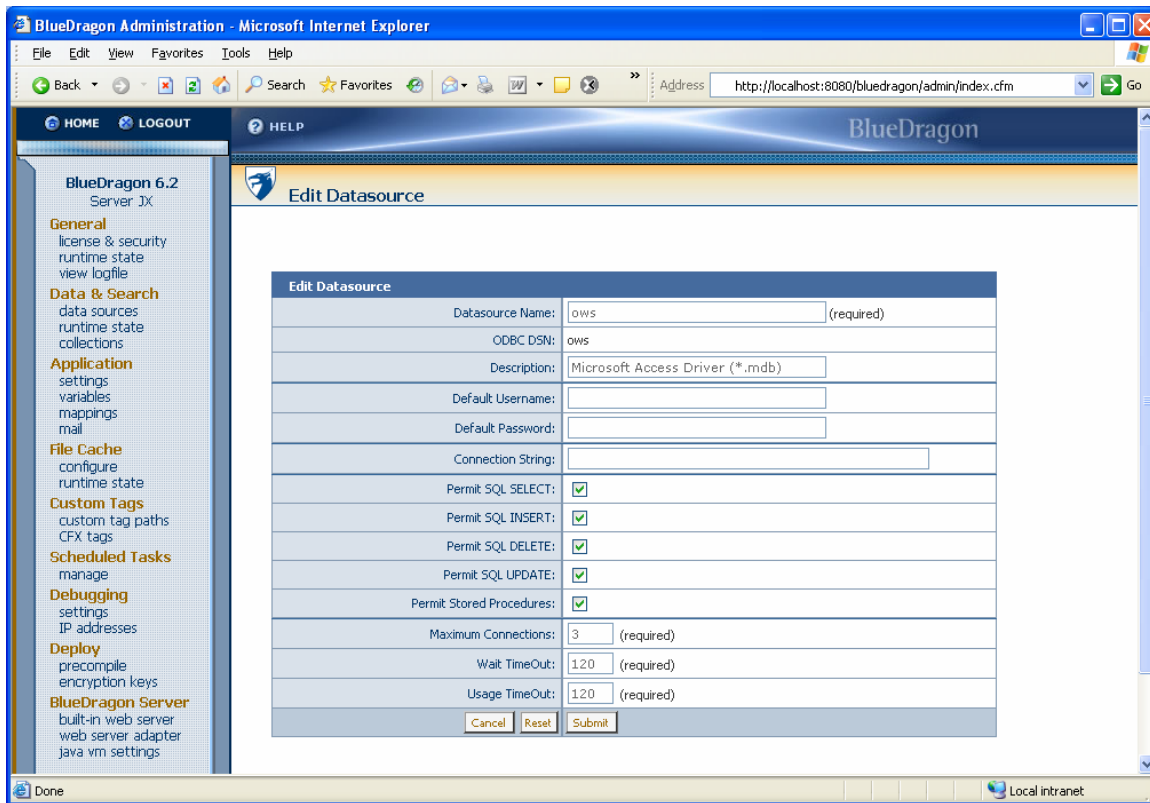 BlueDragon Administration - Microsoft Internet Explorer
File Edit View Favorites Tools Help
Back Search Favorites W » Address http://localhost:8080/bluedragon/admin/index.cfm Go
HOME LOGOUT
HELP
BlueDragon
BlueDragon 6.2
Server JX
General
license & security
runtime state
view logfile
Data & Search
data sources
runtime state
collections
Application
settings
variables
mappings
mail
File Cache
configure
runtime state
Custom Tags
custom tag paths
CFX tags
Scheduled Tasks
manage
Debugging
settings
IP addresses
Deploy
precompile
encryption keys
BlueDragon Server
built-in web server
web server adapter
java vm settings
Edit Datasource
Edit Datasource
Datasource Name: ows (required)
ODBC DSN: ows
Description: Microsoft Access Driver (*.mdb)
Default Username:
Default Password:
Connection String:
Permit SQL SELECT:
Permit SQL INSERT:
Permit SQL DELETE:
Permit SQL UPDATE:
Permit Stored Procedures:
Maximum Connections: 3 (required)
Wait TimeOut: 120 (required)
Usage TimeOut: 120 (required)
Cancel Reset Submit
Done Local intranet